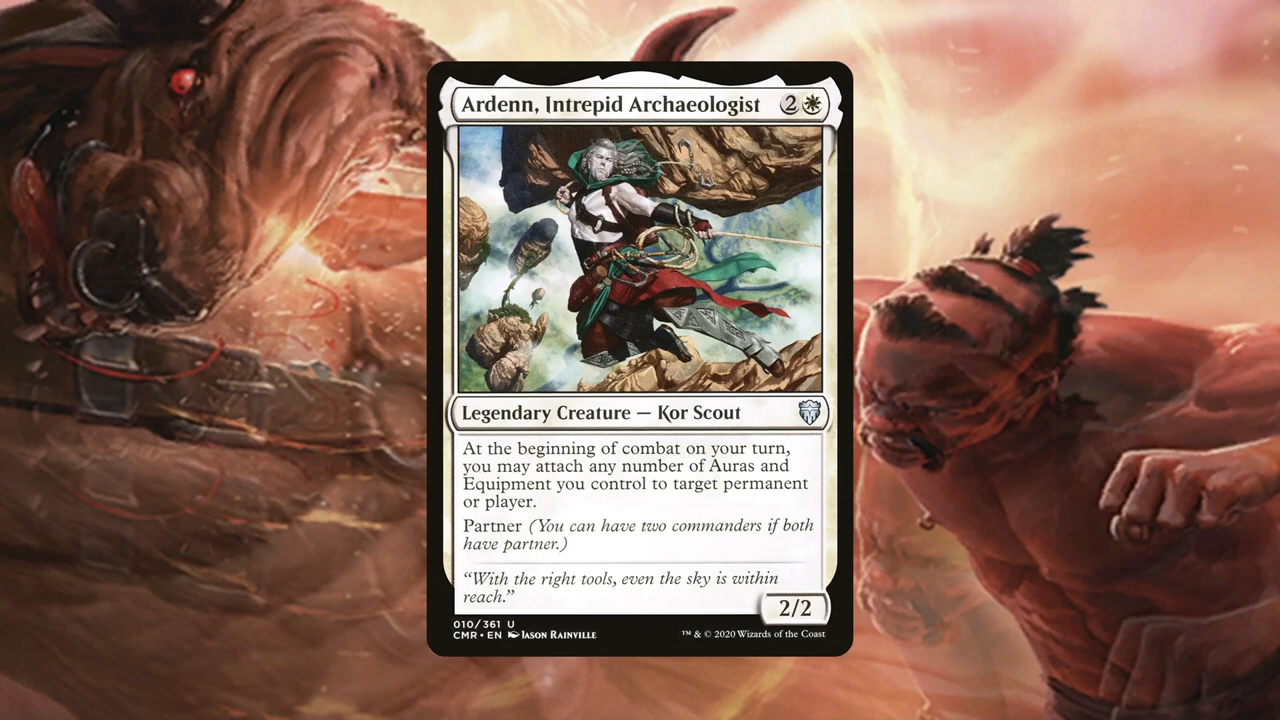 Ardenn, Intrepid Archaeologist 2
Legendary Creature — Kor Scout
At the beginning of combat on your turn,
you may attach any number of Auras and
Equipment you control to target permanent
or player.
Partner (You can have two commanders if both
have partner.)
“With the right tools, even the sky is within
reach.”
2/2
010/361 U
CMR • EN Jason Rainville
™ & © 2020 Wizards of the Coast